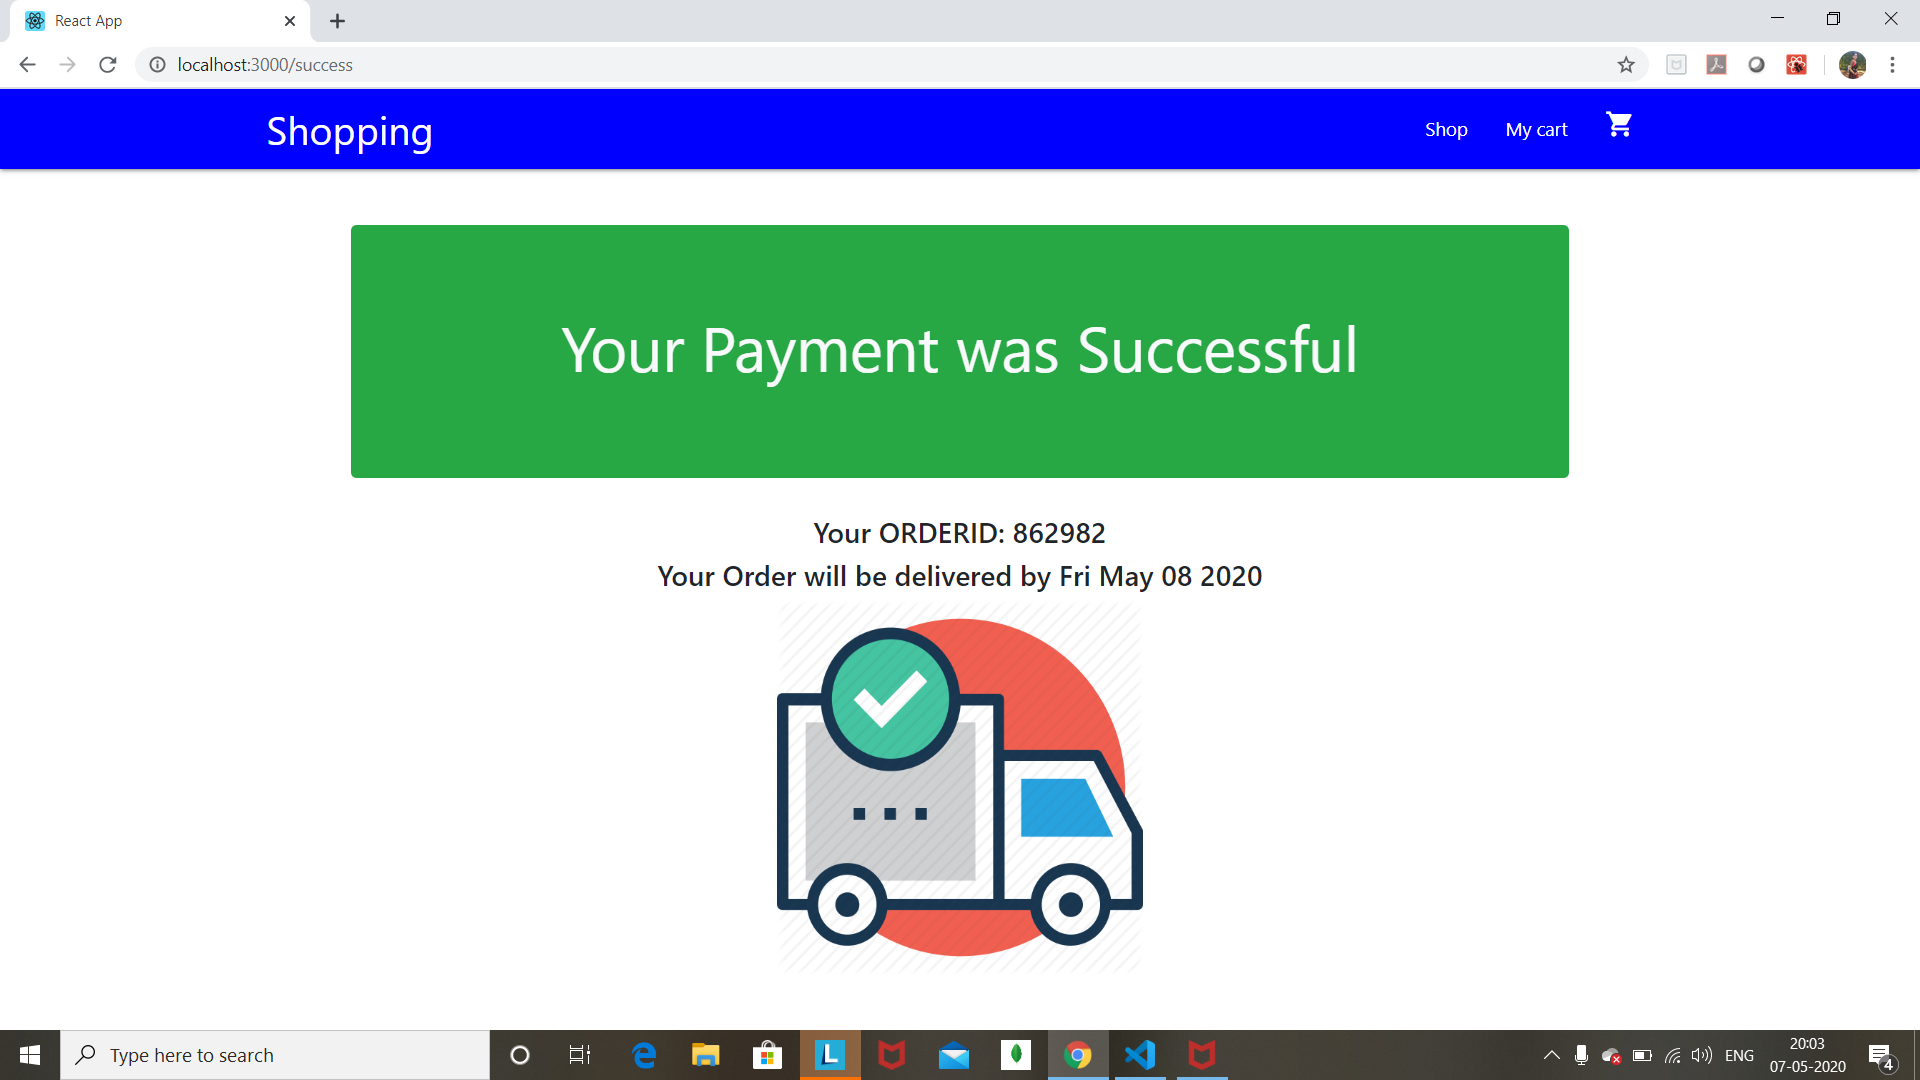 React App
localhost:3000/success
Shopping
Shop
My cart
Your Payment was Successful
Your ORDERID: 862982
Your Order will be delivered by Fri May 08 2020
Type here to search
L
ENG
20:03
07-05-2020
4